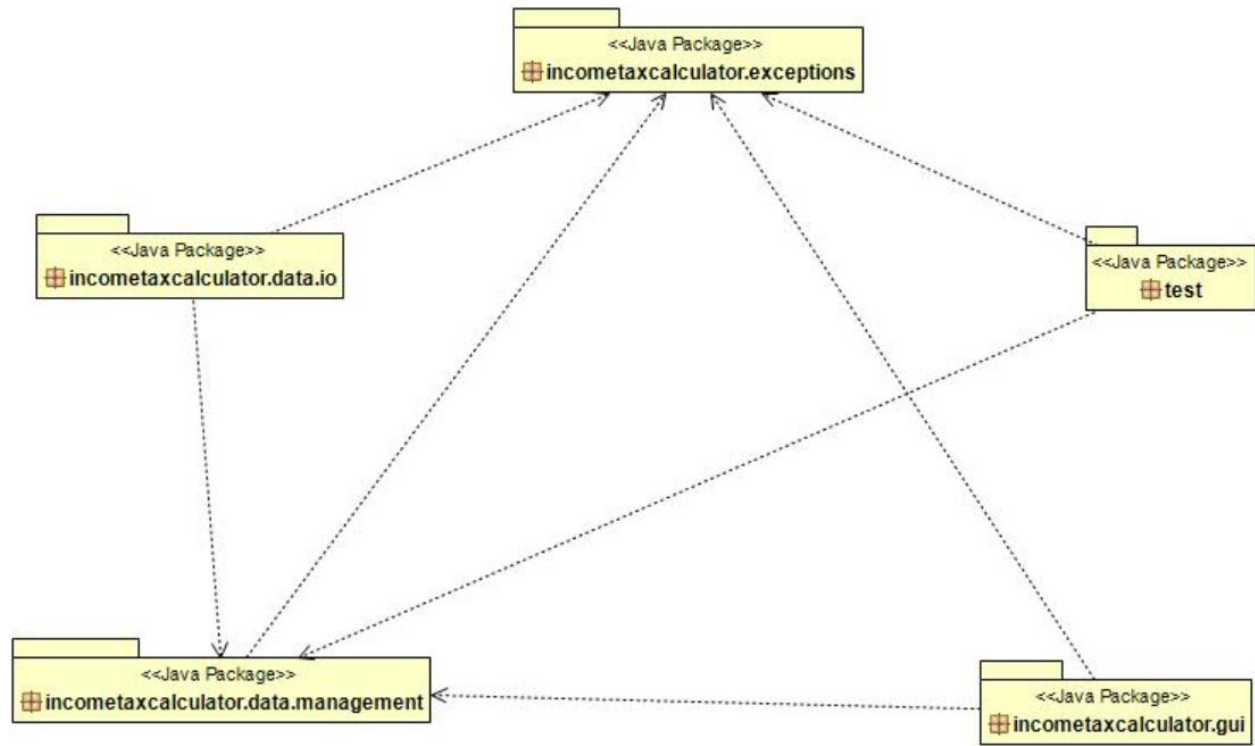 <<Java Package>>
incometaxcalculator.exceptions
<<Java Package>>
incometaxcalculator.data.io
<<Java Package>>
test
<<Java Package>>
incometaxcalculator.data.management
<<Java Package>>
incometaxcalculator.gui